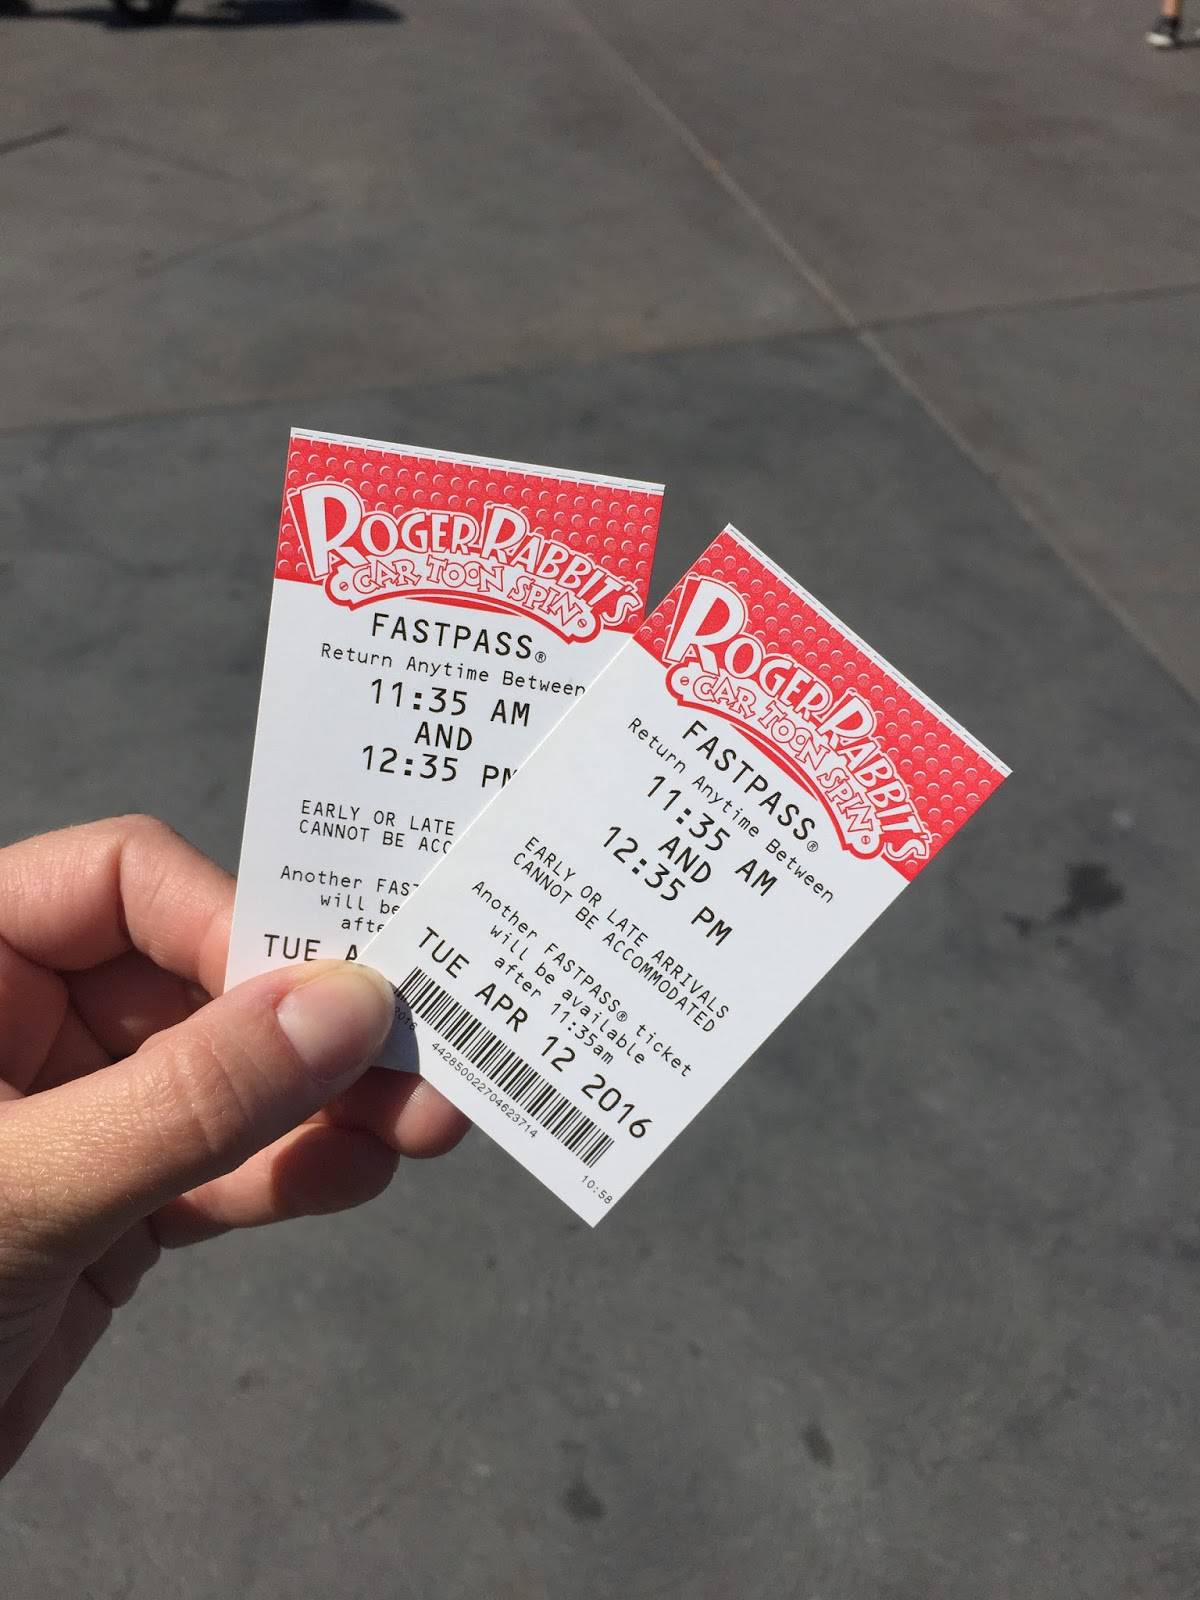 ROGER RABBIT'S
CAR TOON SPIN
FASTPASS®
Return Anytime Between
11:35 AM
AND
12:35 PM
EARLY OR LATE
CANNOT BE ACC
Another FAST
will be
afte
TUE A
2016
ROGER RABBIT'S
CAR TOON SPIN
FASTPASS®
Return Anytime Between
11:35 AM
AND
12:35 PM
EARLY OR LATE ARRIVALS
CANNOT BE ACCOMMODATED
Another FASTPASS® ticket
will be available
after 11:35am
TUE APR 12 2016
442850022704623714
10:58